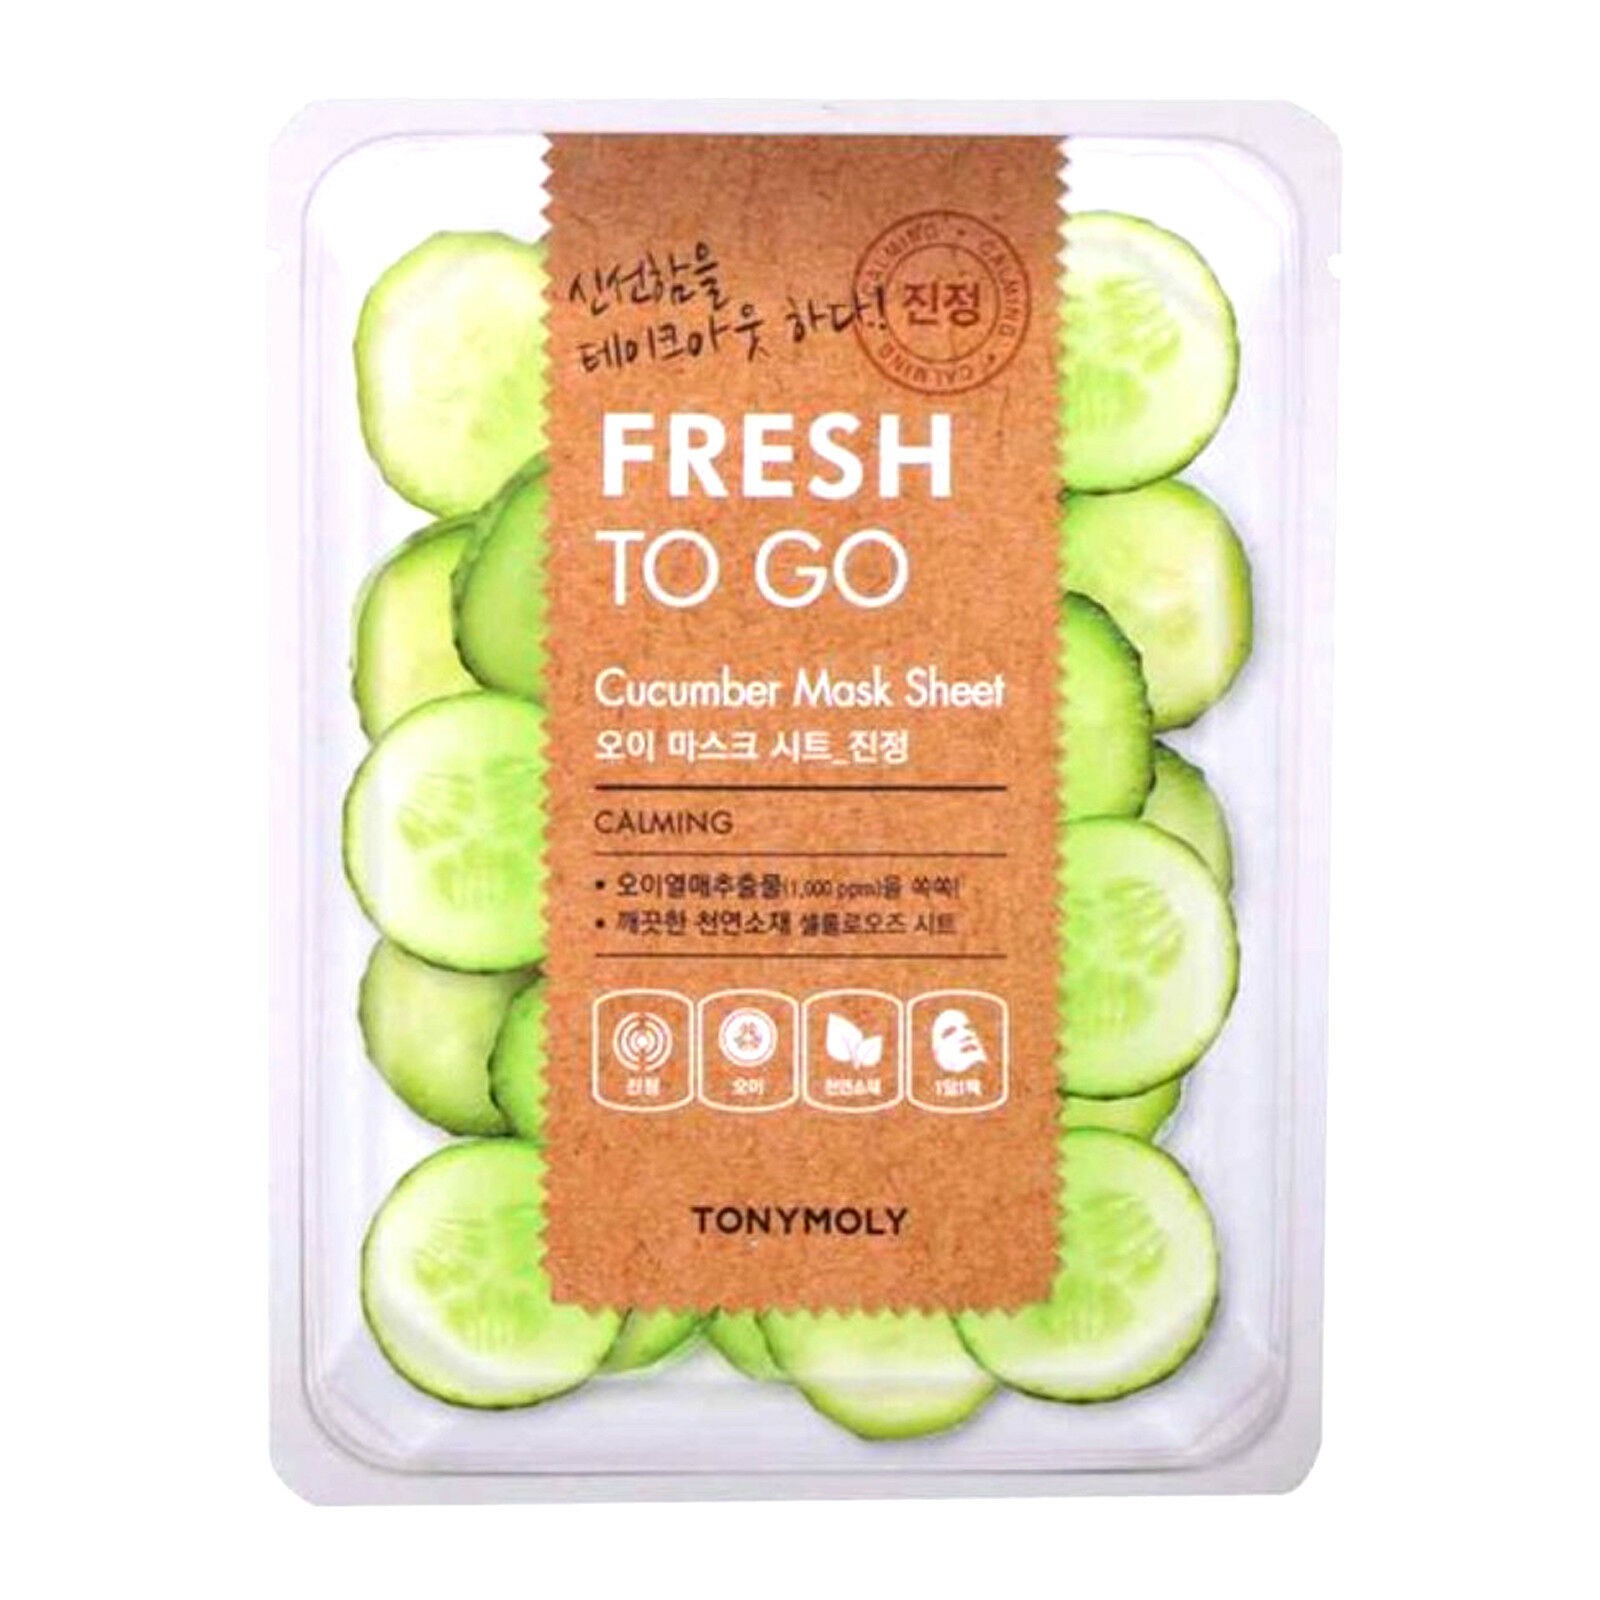 신선함을
테이크아웃 하다!
CALMING • CALMING • CALMING
진정
FRESH
TO GO
Cucumber Mask Sheet
오이 마스크 시트_진정
CALMING
• 오이열매추출물(1,000 ppm)을 쏙쏙!
• 깨끗한 천연소재 셀룰로오즈 시트
진정
오이
천연소재
1일1팩
TONYMOLY